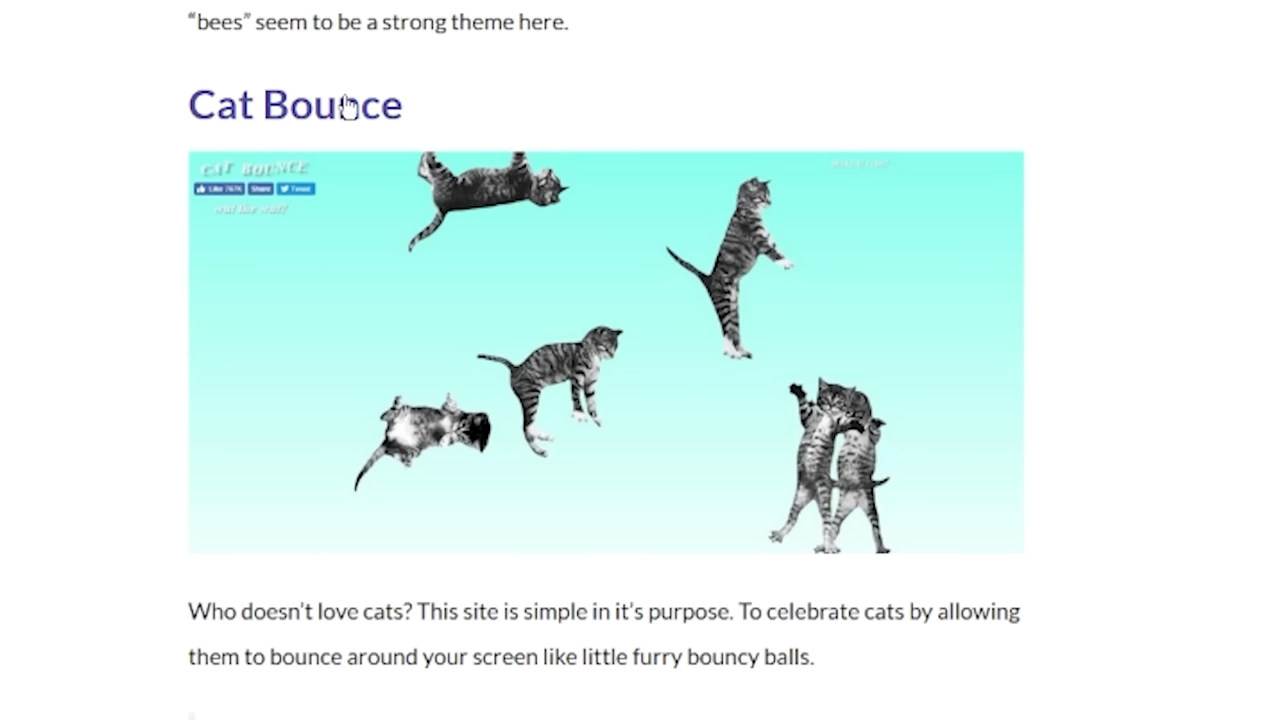 “bees” seem to be a strong theme here.
Cat Bounce
CAT BOUNCE
Like 767K Share Tweet
Who doesn’t love cats? This site is simple in it’s purpose. To celebrate cats by allowing
them to bounce around your screen like little furry bouncy balls.